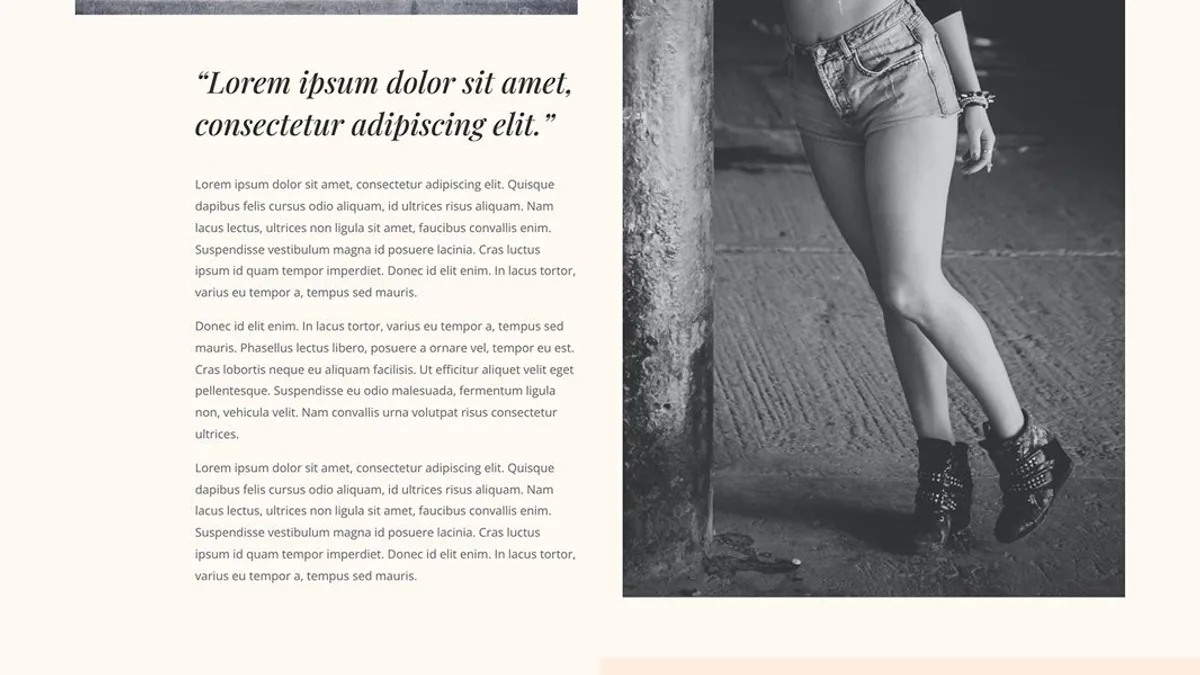 “Lorem ipsum dolor sit amet,
consectetur adipiscing elit.”
Lorem ipsum dolor sit amet, consectetur adipiscing elit. Quisque
dapibus felis cursus odio aliquam, id ultrices risus aliquam. Nam
lacus lectus, ultrices non ligula sit amet, faucibus convallis enim.
Suspendisse vestibulum magna id posuere lacinia. Cras luctus
ipsum id quam tempor imperdiet. Donec id elit enim. In lacus tortor,
varius eu tempor a, tempus sed mauris.
Donec id elit enim. In lacus tortor, varius eu tempor a, tempus sed
mauris. Phasellus lectus libero, posuere a ornare vel, tempor eu est.
Cras lobortis neque eu aliquam facilisis. Ut efficitur aliquet velit eget
pellentesque. Suspendisse eu odio malesuada, fermentum ligula
non, vehicula velit. Nam convallis urna volutpat risus consectetur
ultrices.
Lorem ipsum dolor sit amet, consectetur adipiscing elit. Quisque
dapibus felis cursus odio aliquam, id ultrices risus aliquam. Nam
lacus lectus, ultrices non ligula sit amet, faucibus convallis enim.
Suspendisse vestibulum magna id posuere lacinia. Cras luctus
ipsum id quam tempor imperdiet. Donec id elit enim. In lacus tortor,
varius eu tempor a, tempus sed mauris.